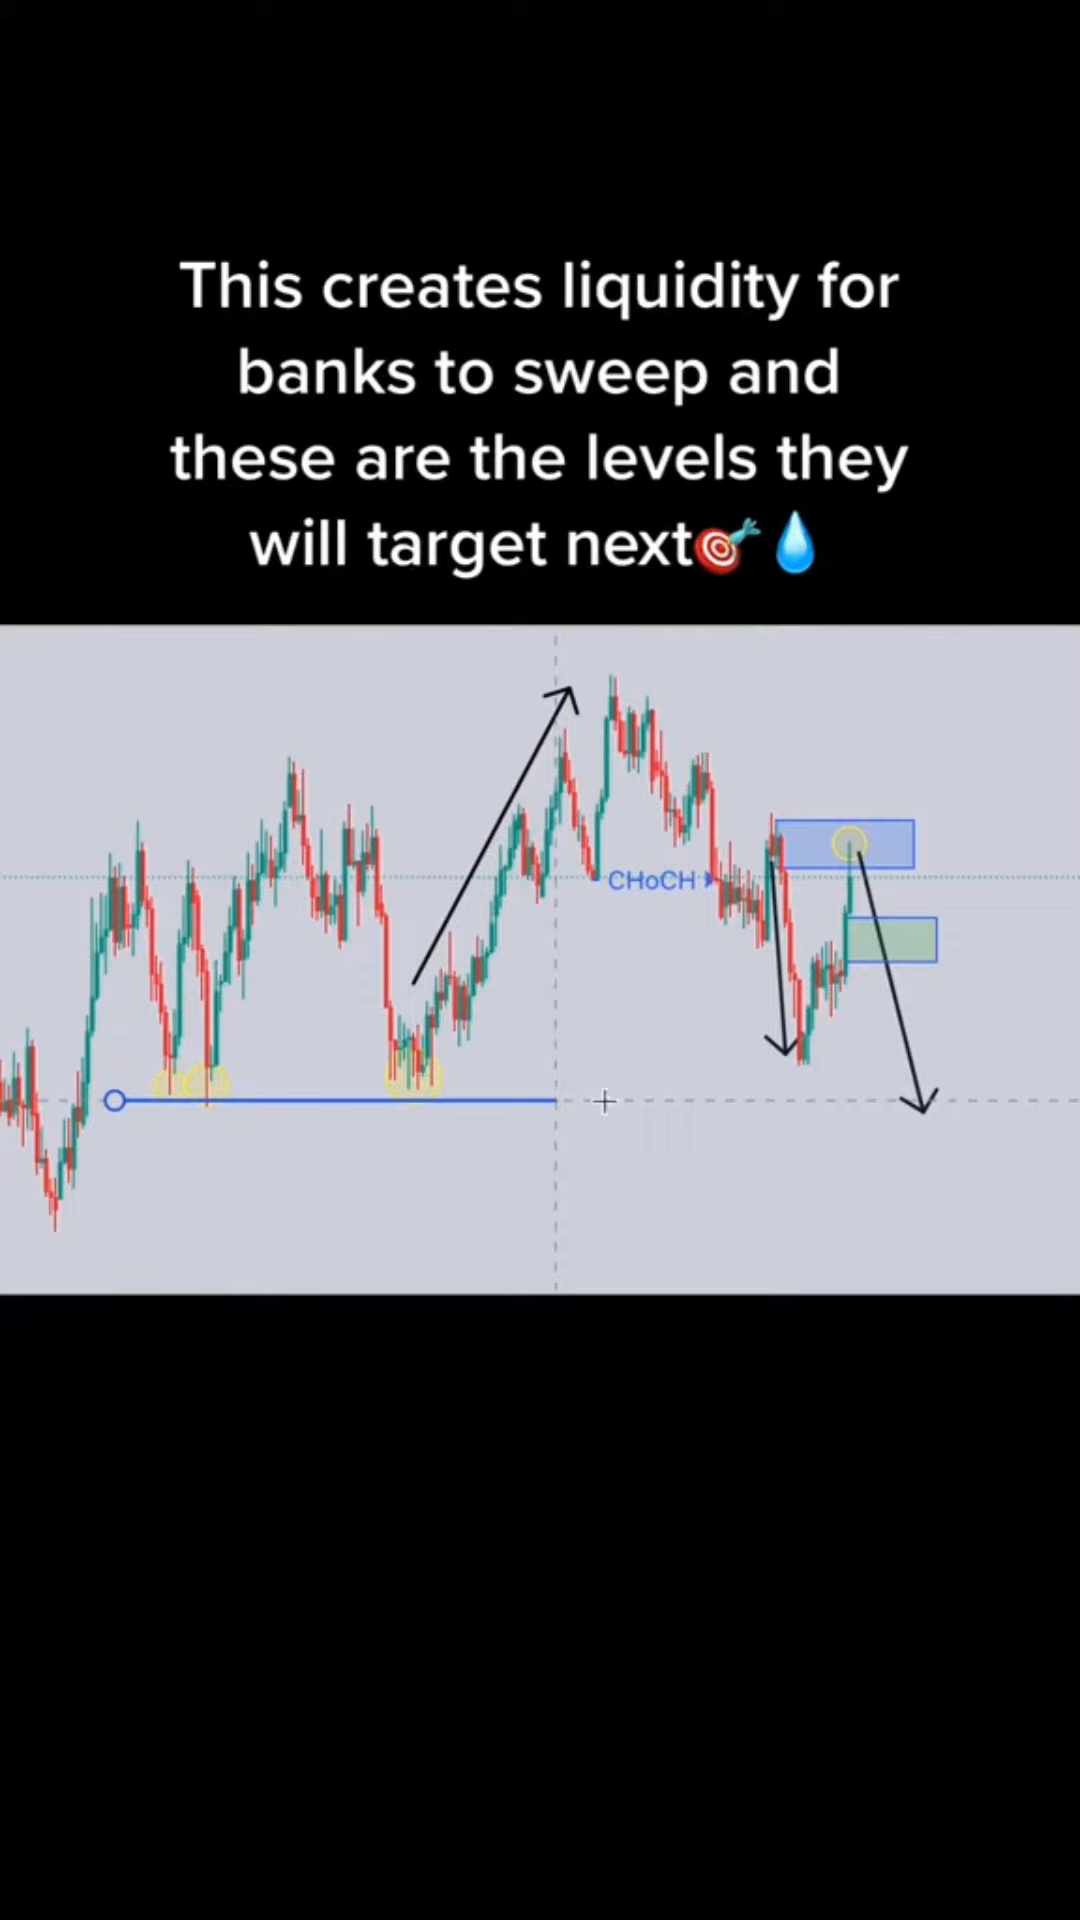 This creates liquidity for
banks to sweep and
these are the levels they
will target next🎯💧
CHoCH